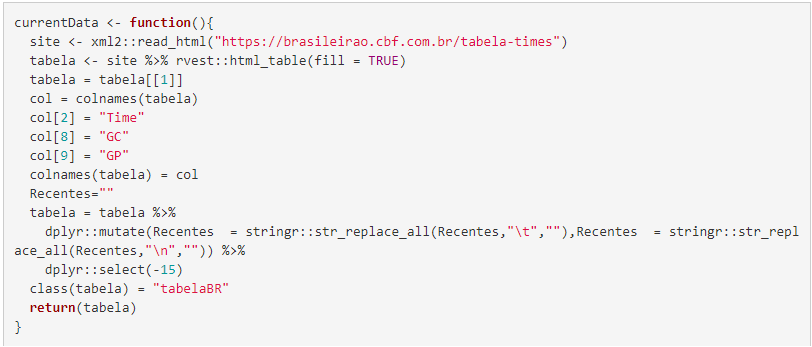 currentData <- function(){
  site <- xml2::read_html("https://brasileirao.cbf.com.br/tabela-times")
  tabela <- site %>% rvest::html_table(fill = TRUE)
  tabela = tabela[[1]]
  col = colnames(tabela)
  col[2] = "Time"
  col[8] = "GC"
  col[9] = "GP"
  colnames(tabela) = col
  Recentes=""
  tabela = tabela %>%
    dplyr::mutate(Recentes  = stringr::str_replace_all(Recentes,"\t",""),Recentes  = stringr::str_repl
ace_all(Recentes,"\n","")) %>%
    dplyr::select(-15)
  class(tabela) = "tabelaBR"
  return(tabela)
}